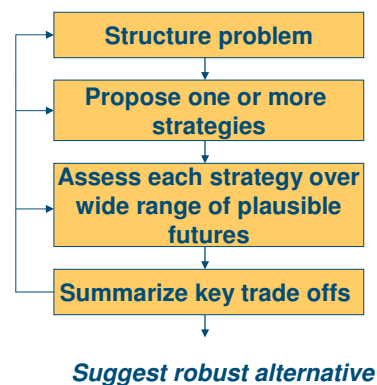 Structure problem
Propose one or more
strategies
Assess each strategy over
wide range of plausible
futures
Summarize key trade offs
Suggest robust alternative